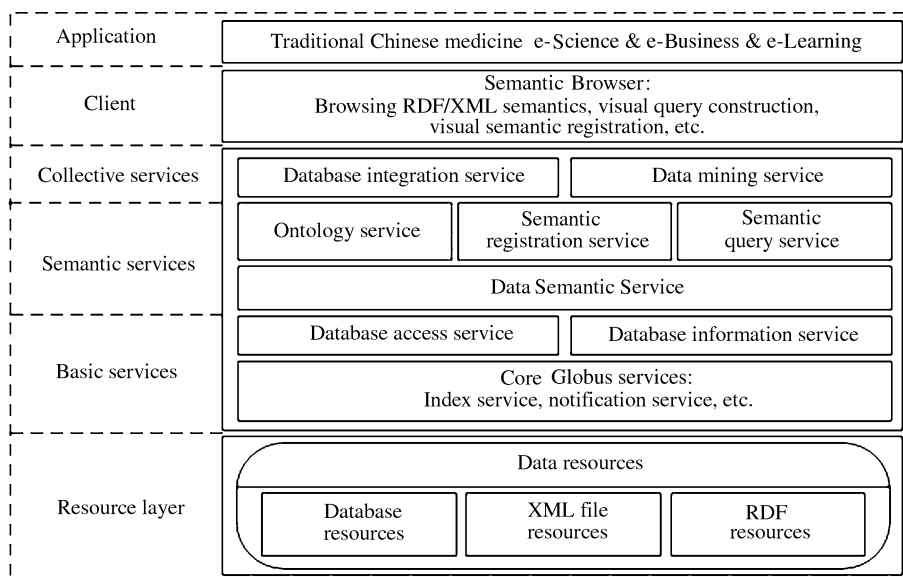 Application
Traditional Chinese medicine e-Science & e-Business & e-Learning
Client
Semantic Browser:
Browsing RDF/XML semantics, visual query construction,
visual semantic registration, etc.
Collective services
Database integration service
Data mining service
Semantic services
Ontology service
Semantic
registration service
Semantic
query service
Data Semantic Service
Basic services
Database access service
Database information service
Core Globus services:
Index service, notification service, etc.
Resource layer
Data resources
Database
resources
XML file
resources
RDF
resources